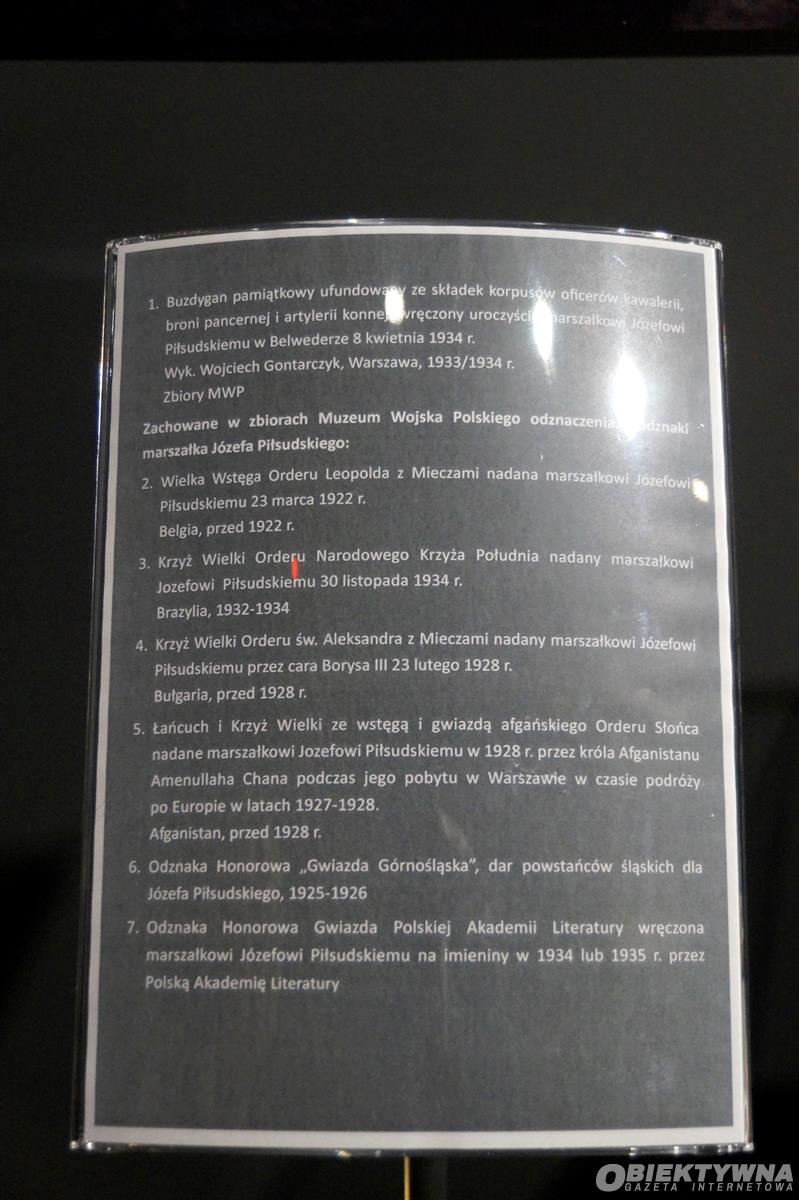 1. Buzdygan pamiątkowy ufundowany ze składek korpusów oficerów kawalerii,
broni pancernej i artylerii konnej, wręczony uroczyście marszałkowi Józefowi
Piłsudskiemu w Belwederze 8 kwietnia 1934 r.
Wyk. Wojciech Gontarczyk, Warszawa, 1933/1934 r.
Zbiory MWP
Zachowane w zbiorach Muzeum Wojska Polskiego odznaczenia odznaki
marszałka Józefa Piłsudskiego:
2. Wielka Wstęga Orderu Leopolda z Mieczami nadana marszałkowi Józefowi
Piłsudskiemu 23 marca 1922 r.
Belgia, przed 1922 r.
3. Krzyż Wielki Orderu Narodowego Krzyża Południa nadany marszałkowi
Jozefowi Piłsudskiemu 30 listopada 1934 r.
Brazylia, 1932-1934
4. Krzyż Wielki Orderu św. Aleksandra z Mieczami nadany marszałkowi Józefowi
Piłsudskiemu przez cara Borysa III 23 lutego 1928 r.
Bułgaria, przed 1928 r.
5. Łańcuch i Krzyż Wielki ze wstęgą i gwiazdą afgańskiego Orderu Słońca
nadane marszałkowi Jozefowi Piłsudskiemu w 1928 r. przez króla Afganistanu
Amenullaha Chana podczas jego pobytu w Warszawie w czasie podróży
po Europie w latach 1927-1928.
Afganistan, przed 1928 r.
6. Odznaka Honorowa „Gwiazda Górnośląska”, dar powstańców śląskich dla
Józefa Piłsudskiego, 1925-1926
7. Odznaka Honorowa Gwiazda Polskiej Akademii Literatury wręczona
marszałkowi Józefowi Piłsudskiemu na imieniny w 1934 lub 1935 r. przez
Polską Akademię Literatury
OBIEKTYWNA
GAZETA INTERNETOWA